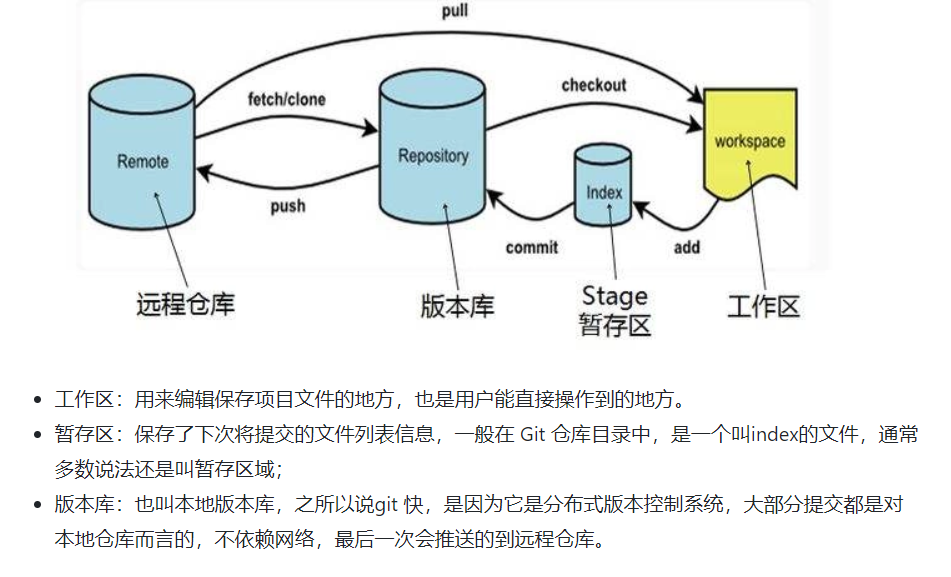 pull
fetch/clone
checkout
Remote
Repository
workspace
Index
push
commit
add
远程仓库
版本库
Stage
暂存区
工作区
工作区：用来编辑保存项目文件的地方，也是用户能直接操作到的地方。
暂存区：保存了下次将提交的文件列表信息，一般在 Git 仓库目录中，是一个叫index的文件，通常
多数说法还是叫暂存区域；
版本库：也叫本地版本库，之所以说git 快，是因为它是分布式版本控制系统，大部分提交都是对
本地仓库而言的，不依赖网络，最后一次会推送的到远程仓库。